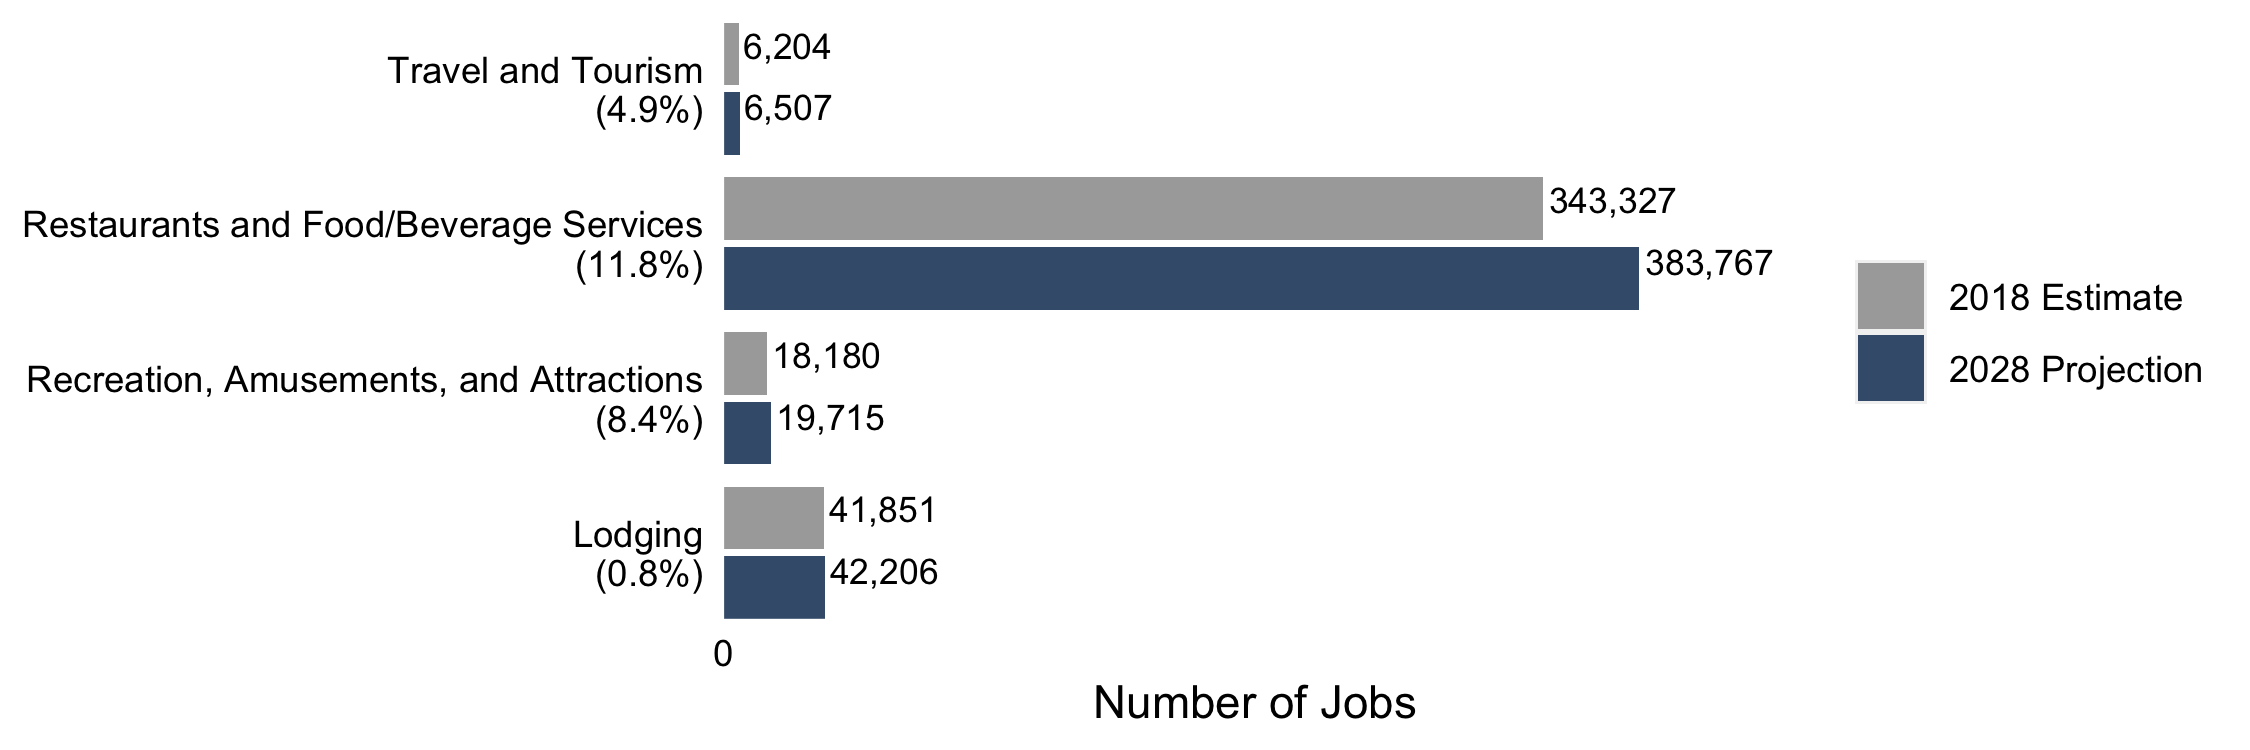 Travel and Tourism
(4.9%)
6,204
6,507
Restaurants and Food/Beverage Services
(11.8%)
343,327
383,767
Recreation, Amusements, and Attractions
(8.4%)
18,180
19,715
Lodging
(0.8%)
41,851
42,206
0
Number of Jobs
2018 Estimate
2028 Projection